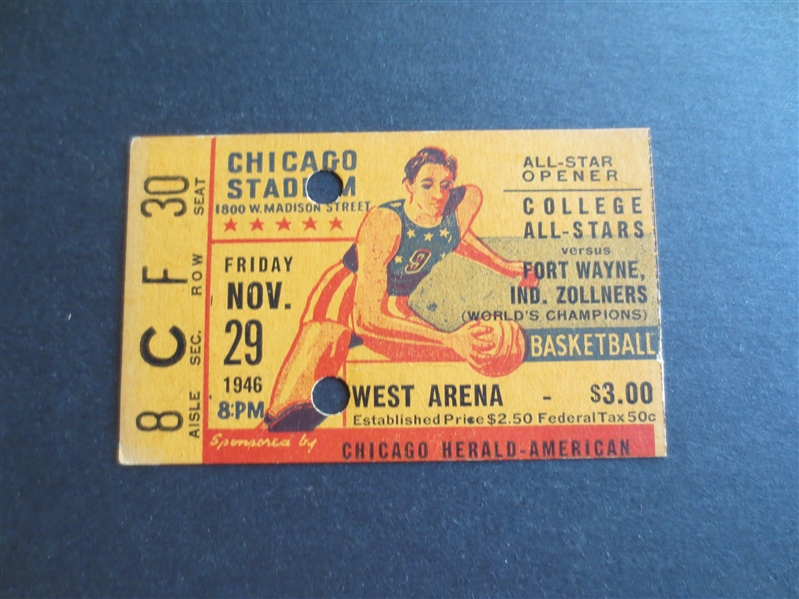 8 C F 30
AISLE SEC. ROW SEAT
CHICAGO
STADIUM
1800 W. MADISON STREET
FRIDAY
NOV.
29
1946
8:PM
9
ALL-STAR
OPENER
COLLEGE
ALL-STARS
versus
FORT WAYNE,
IND. ZOLLNERS
(WORLD'S CHAMPIONS)
BASKETBALL
WEST ARENA - $3.00
Established Price $2.50 Federal Tax 50c
Sponsored by
CHICAGO HERALD-AMERICAN